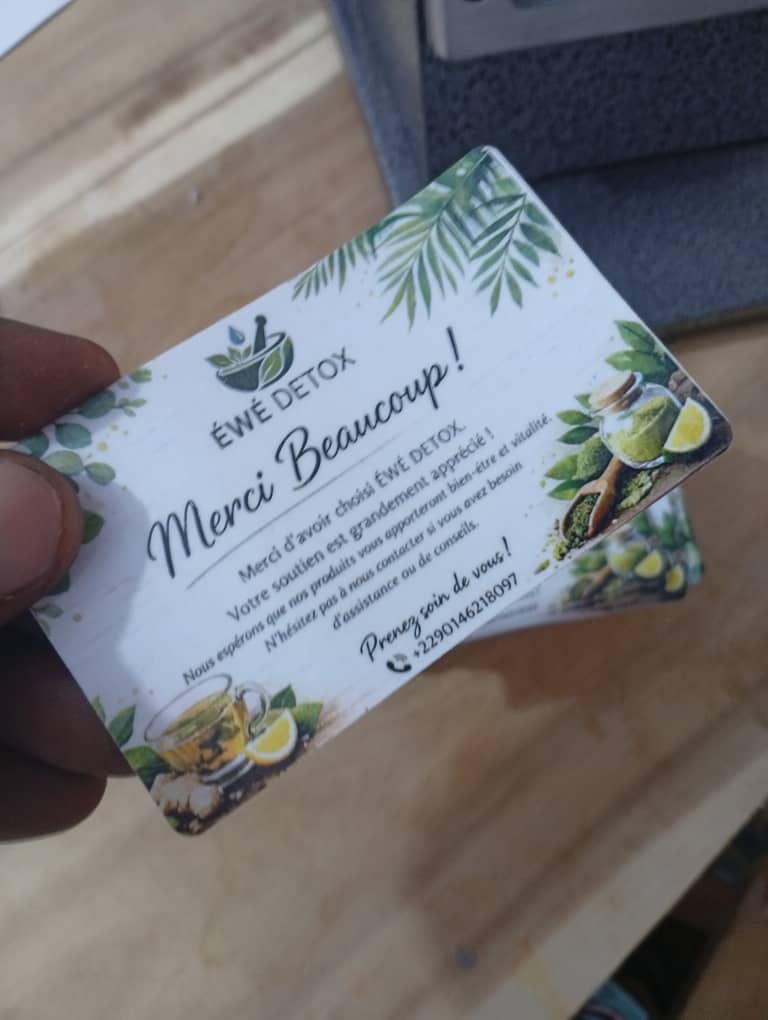 ÉWÉ DETOX
Merci Beaucoup !
Merci d'avoir choisi ÉWÉ DETOX.
Votre soutien est grandement apprécié !
Nous espérons que nos produits vous apporteront bien-être et vitalité.
N'hésitez pas à nous contacter si vous avez besoin
d'assistance ou de conseils.
Prenez soin de vous !
+2290146218097